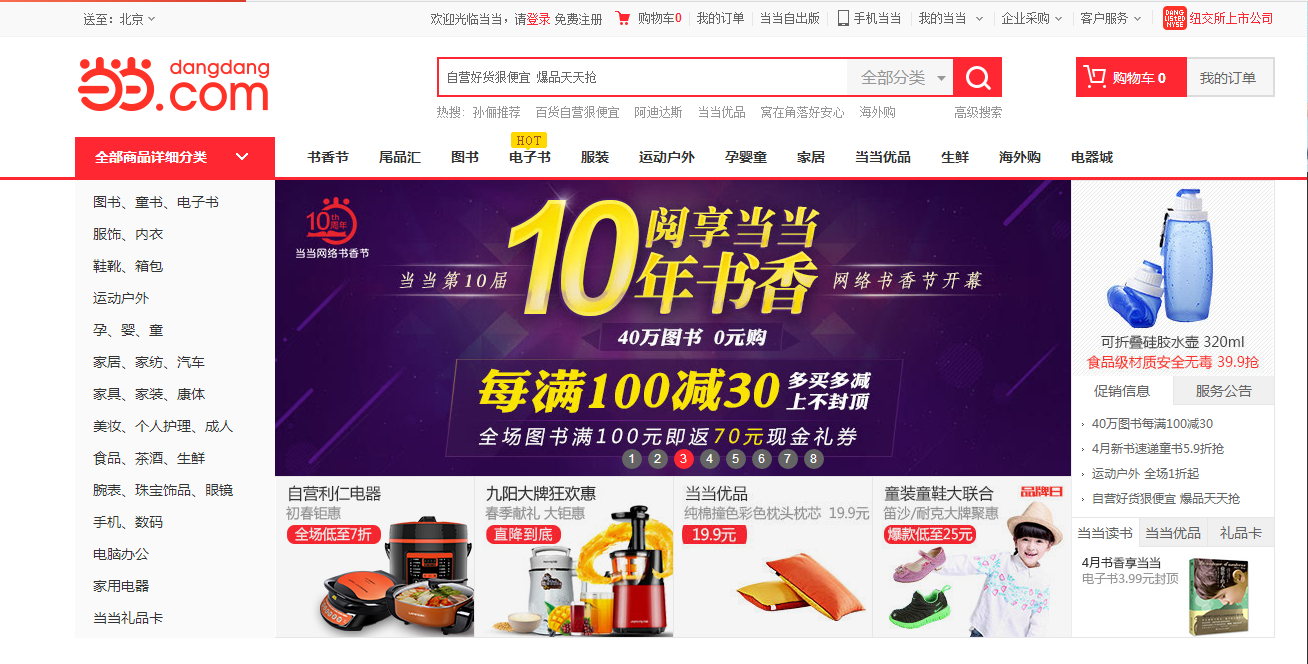 送至：北京
欢迎光临当当，请登录 免费注册 购物车0 我的订单 当当自出版 手机当当 我的当当 企业采购 客户服务 DANG LISTED NYSE 纽交所上市公司
dangdang
.com
自营好货狠便宜 爆品天天抢 全部分类
购物车 0 我的订单
热搜：孙俪推荐 百货自营狠便宜 阿迪达斯 当当优品 窝在角落好安心 海外购 高级搜索
HOT
全部商品详细分类 书香节 尾品汇 图书 电子书 服装 运动户外 孕婴童 家居 当当优品 生鲜 海外购 电器城
图书、童书、电子书
服饰、内衣
鞋靴、箱包
运动户外
孕、婴、童
家居、家纺、汽车
家具、家装、康体
美妆、个人护理、成人
食品、茶酒、生鲜
腕表、珠宝饰品、眼镜
手机、数码
电脑办公
家用电器
当当礼品卡
10th周年
当当网络书香节
阅享当当
10年书香
当当第10届 网络书香节开幕
40万图书 0元购
每满100减30 多买多减
上不封顶
全场图书满100元即返70元现金礼券
1 2 3 4 5 6 7 8
自营利仁电器
初春钜惠
全场低至7折
九阳大牌狂欢惠
春季献礼 大钜惠
直降到底
当当优品
纯棉撞色彩色枕头枕芯 19.9元
19.9元
童装童鞋大联合
笛沙/耐克大牌聚惠
爆款低至25元
品牌日
可折叠硅胶水壶 320ml
食品级材质安全无毒 39.9抢
促销信息 服务公告
40万图书每满100减30
4月新书速递童书5.9折抢
运动户外 全场1折起
自营好货狠便宜 爆品天天抢
当当读书 当当优品 礼品卡
4月书香享当当
电子书3.99元封顶